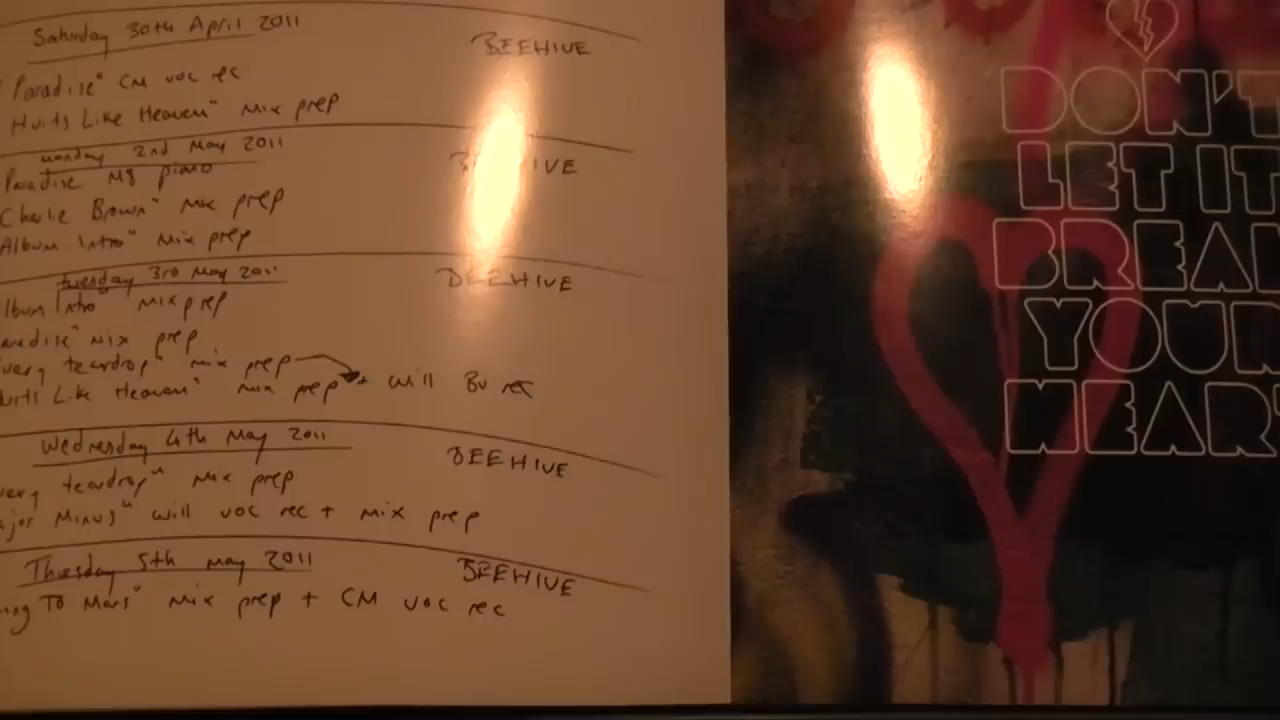 Saturday 30th April 2011
BEEHIVE
"Paradise" CM voc rec
Hurts Like Heaven" Mix prep
Monday 2nd May 2011
BEEHIVE
Paradise M8 piano
Charlie Brown" Mix prep
Album Intro" Mix prep
Tuesday 3rd May 2011
BEEHIVE
lbum Intro" Mix prep
aradise" Mix prep
very teardrop" Mix prep
urts Like Heaven" Mix prep + Will BV rec
Wednesday 4th May 2011
BEEHIVE
very teardrop" Mix prep
ajor Minus" Will voc rec + mix prep
Thursday 5th May 2011
BEEHIVE
ng To Mars" Mix prep + CM voc rec
DON'T
LET IT
BREAK
YOUR
HEART